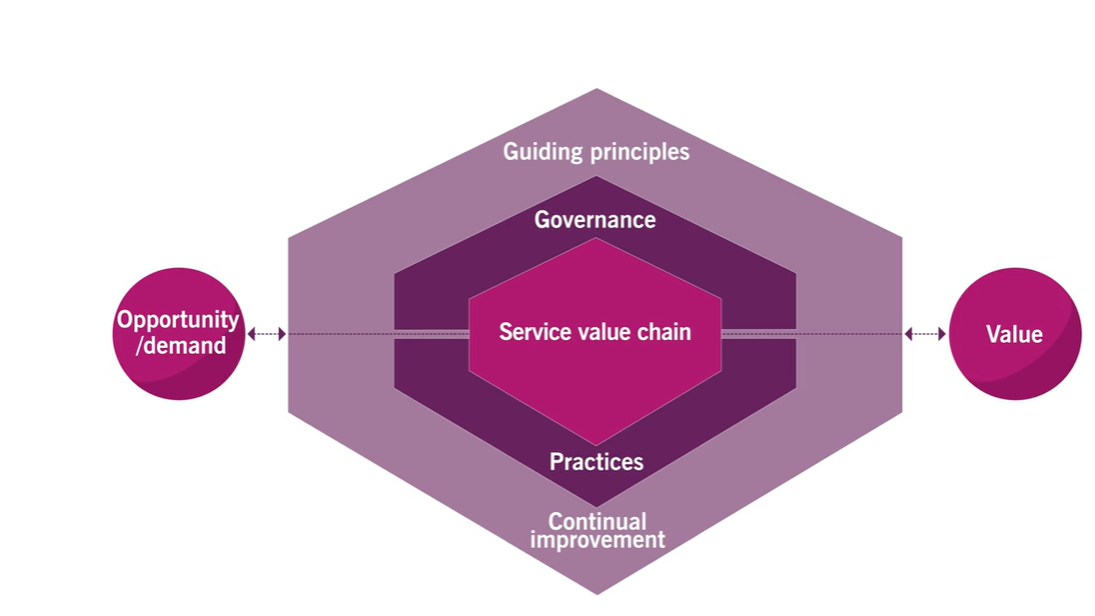 Guiding principles
Governance
Opportunity
/demand
Service value chain
Value
Practices
Continual
improvement